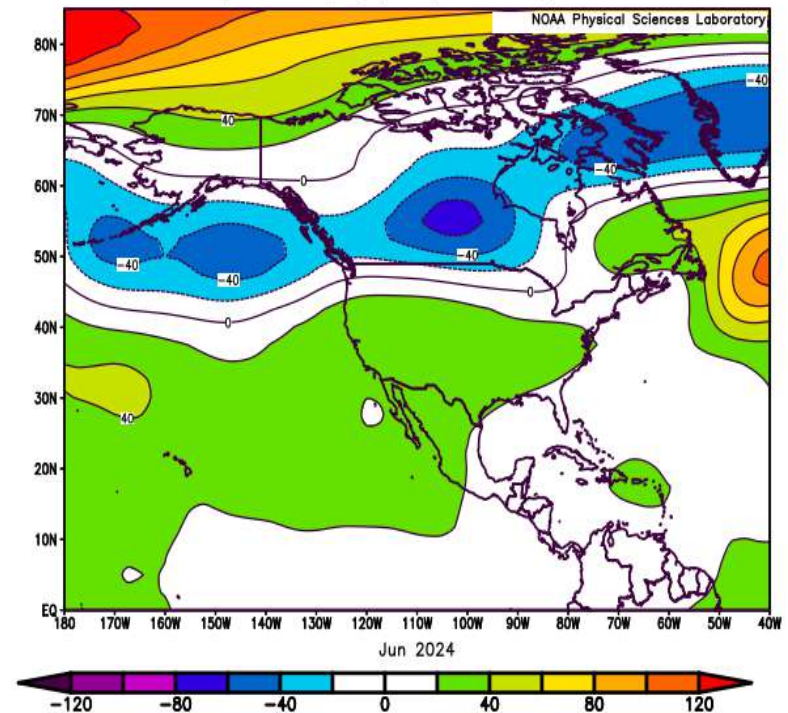 NOAA Physical Sciences Laboratory
80N
70N
60N
50N
40N
30N
20N
10N
EQ
40
0
-40
-40
-40
-40
-40
0
0
40
180 170W 160W 150W 140W 130W 120W 110W 100W 90W 80W 70W 60W 50W 40W
Jun 2024
-120 -80 -40 0 40 80 120